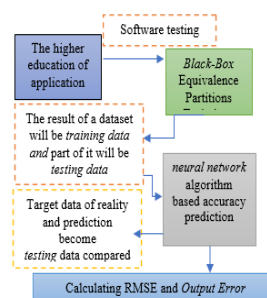 Software testing
The higher
education of
application
Black-Box
Equivalence
Partitions
The result of a dataset
will be training data
and part of it will be
testing data
neural network
algorithm
based accuracy
prediction
Target data of reality
and prediction
become
testing data compared
Calculating RMSE and Output Error